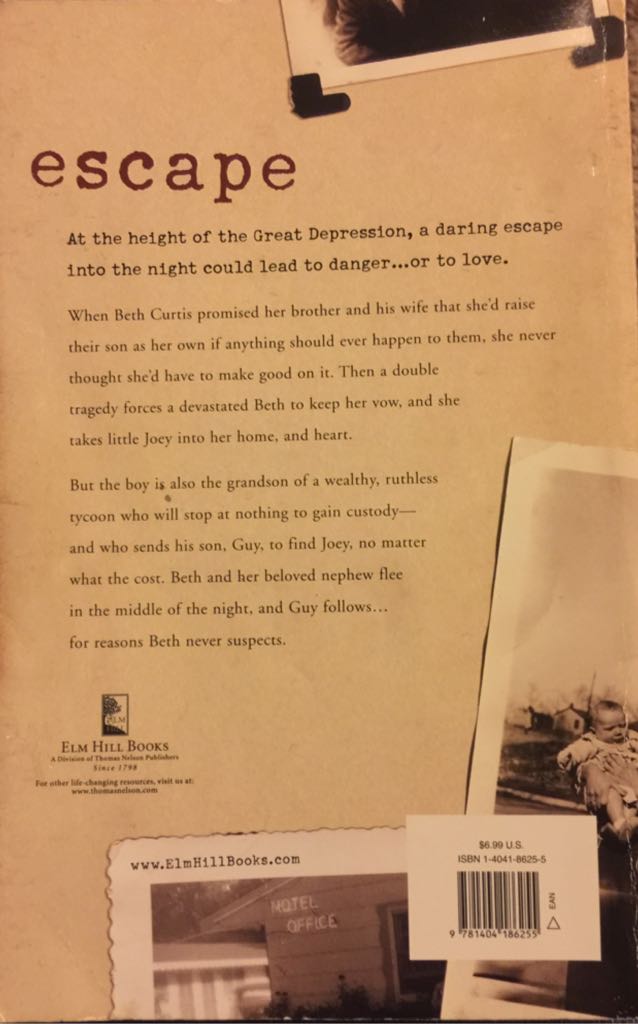 escape
At the height of the Great Depression, a daring escape
into the night could lead to danger...or to love.
When Beth Curtis promised her brother and his wife that she'd raise
their son as her own if anything should ever happen to them, she never
thought she'd have to make good on it. Then a double
tragedy forces a devastated Beth to keep her vow, and she
takes little Joey into her home, and heart.
But the boy is also the grandson of a wealthy, ruthless
tycoon who will stop at nothing to gain custody—
and who sends his son, Guy, to find Joey, no matter
what the cost. Beth and her beloved nephew flee
in the middle of the night, and Guy follows...
for reasons Beth never suspects.
ELM
HILL
ELM HILL BOOKS
A Division of Thomas Nelson Publishers
Since 1798
For other life-changing resources, visit us at:
www.thomasnelson.com
www.ElmHillBooks.com
MOTEL
OFFICE
$6.99 U.S.
ISBN 1-4041-8625-5
EAN
9 781404 186255